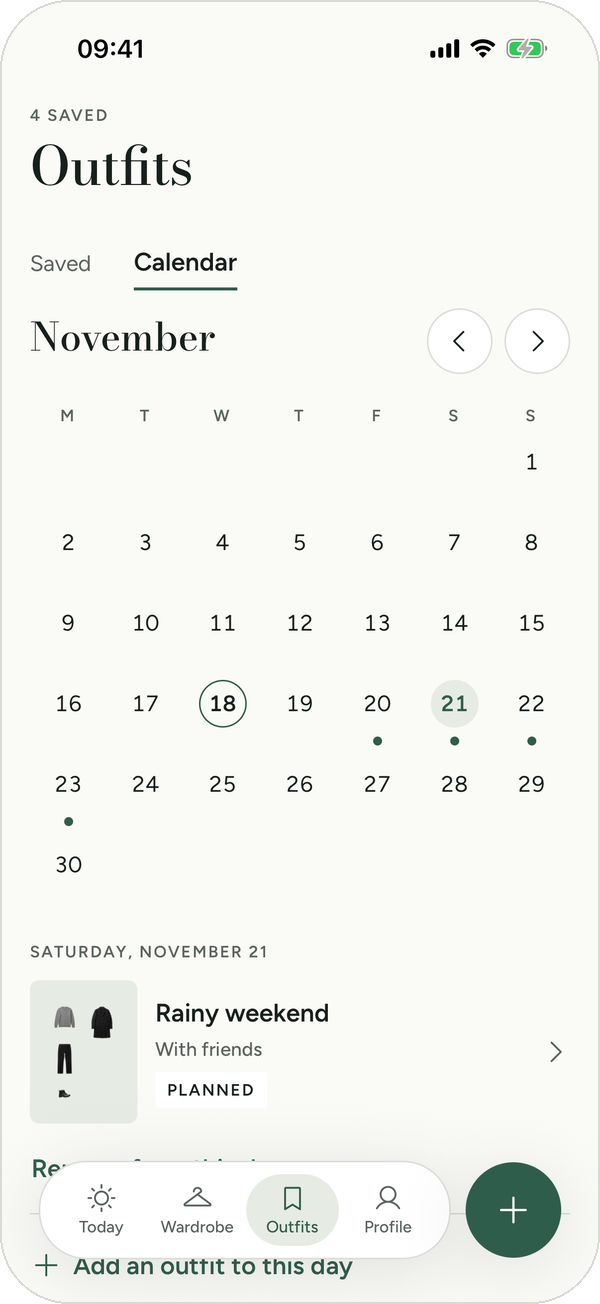 09:41
4 SAVED
Outfits
Saved Calendar
November
M T W T F S S
1
2 3 4 5 6 7 8
9 10 11 12 13 14 15
16 17 18 19 20 21 22
23 24 25 26 27 28 29
30
SATURDAY, NOVEMBER 21
Rainy weekend
With friends
PLANNED
Today Wardrobe Outfits Profile
Add an outfit to this day